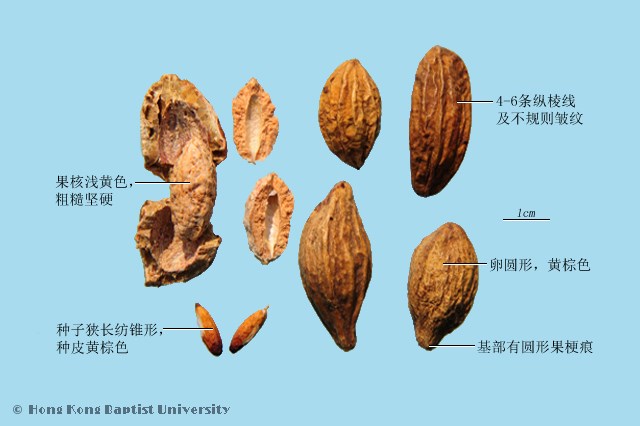 4-6条纵棱线
及不规则皱纹
果核浅黄色，
粗糙坚硬
1cm
卵圆形，黄棕色
种子狭长纺锥形，
种皮黄棕色
基部有圆形果梗痕
© Hong Kong Baptist University